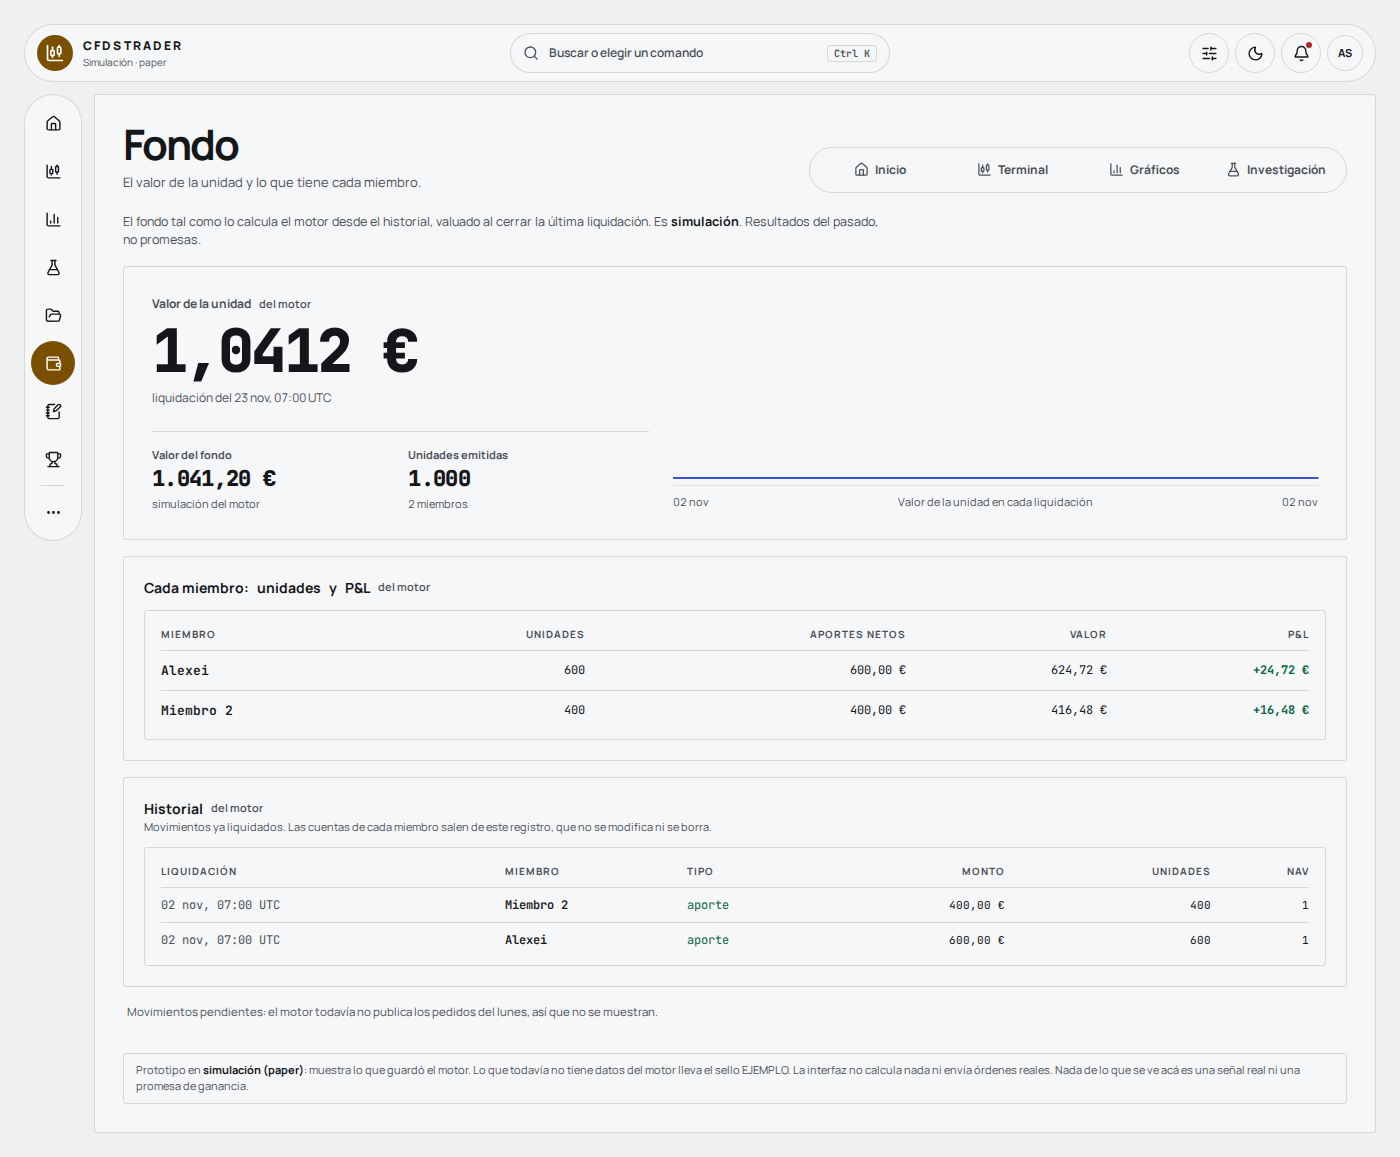 CFDSTRADER
Simulación · paper
Buscar o elegir un comando
Ctrl K
AS
Fondo
El valor de la unidad y lo que tiene cada miembro.
Inicio
Terminal
Gráficos
Investigación
El fondo tal como lo calcula el motor desde el historial, valuado al cerrar la última liquidación. Es simulación. Resultados del pasado,
no promesas.
Valor de la unidad del motor
1,0412 €
liquidación del 23 nov, 07:00 UTC
Valor del fondo
1.041,20 €
simulación del motor
Unidades emitidas
1.000
2 miembros
02 nov
Valor de la unidad en cada liquidación
02 nov
Cada miembro: unidades y P&L del motor
MIEMBRO UNIDADES APORTES NETOS VALOR P&L
Alexei 600 600,00 € 624,72 € +24,72 €
Miembro 2 400 400,00 € 416,48 € +16,48 €
Historial del motor
Movimientos ya liquidados. Las cuentas de cada miembro salen de este registro, que no se modifica ni se borra.
LIQUIDACIÓN MIEMBRO TIPO MONTO UNIDADES NAV
02 nov, 07:00 UTC Miembro 2 aporte 400,00 € 400 1
02 nov, 07:00 UTC Alexei aporte 600,00 € 600 1
Movimientos pendientes: el motor todavía no publica los pedidos del lunes, así que no se muestran.
Prototipo en simulación (paper): muestra lo que guardó el motor. Lo que todavía no tiene datos del motor lleva el sello EJEMPLO. La interfaz no calcula nada ni envía órdenes reales. Nada de lo que se ve acá es una señal real ni una
promesa de ganancia.